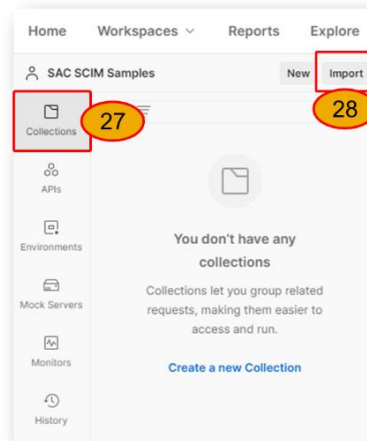 Home Workspaces Reports Explore
SAC SCIM Samples New Import
Collections 27 28
APIs
Environments
Mock Servers
Monitors
History
You don't have any
collections
Collections let you group related
requests, making them easier to
access and run.
Create a new Collection